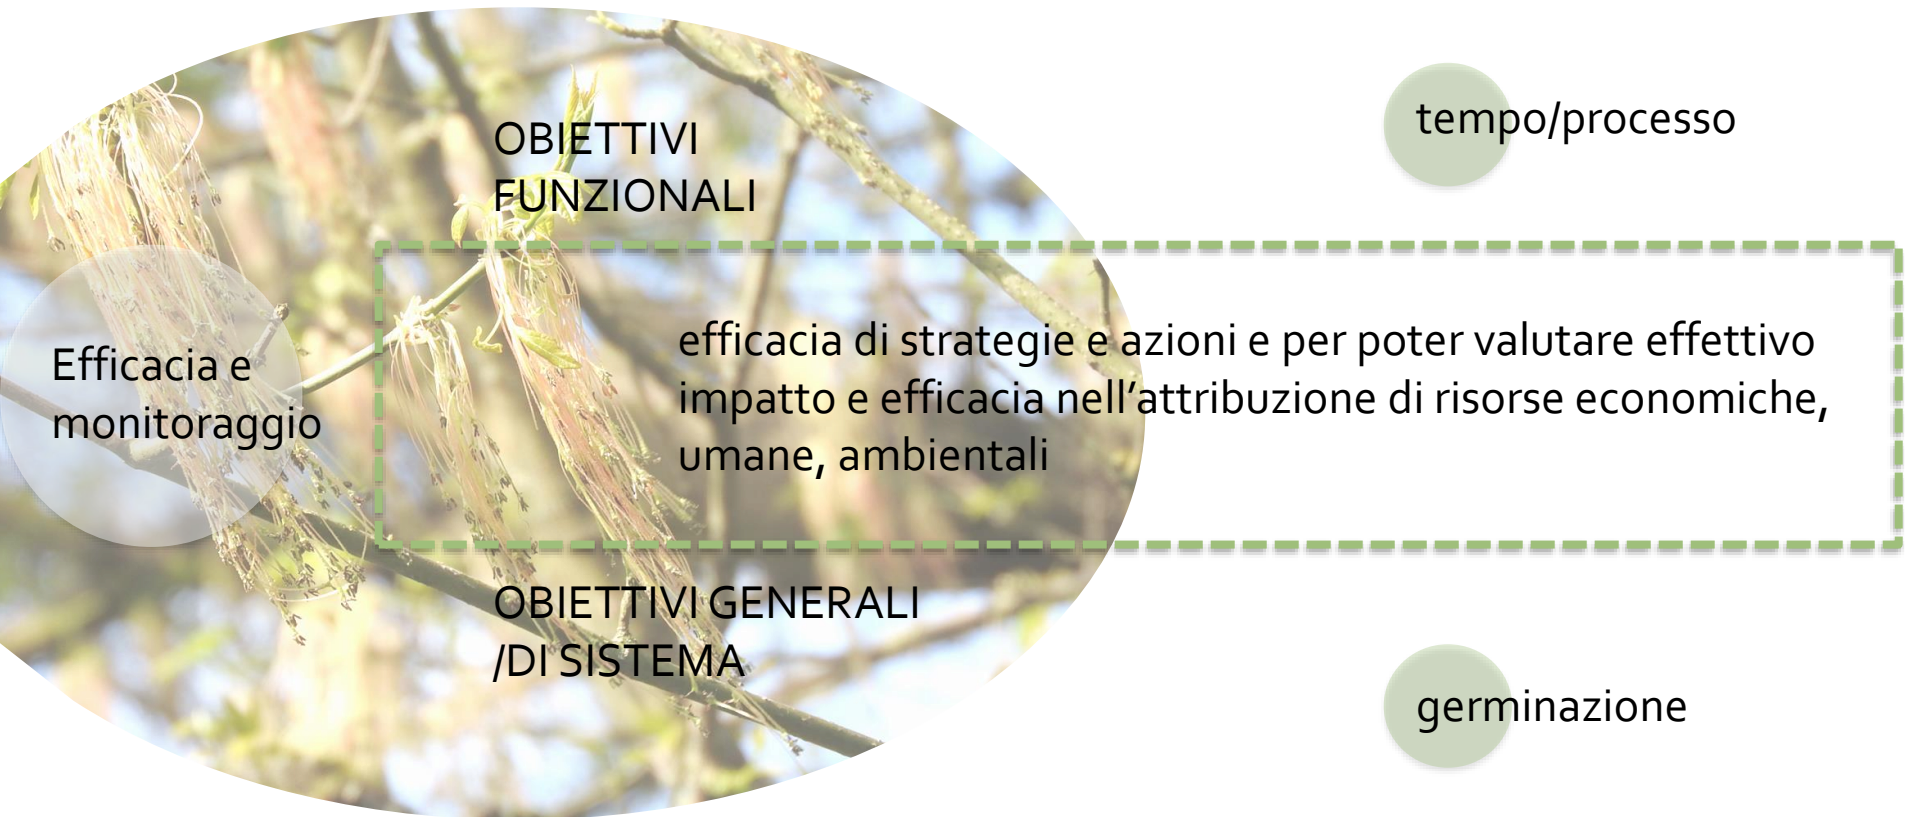 OBIETTIVI
FUNZIONALI
tempo/processo
Efficacia e
monitoraggio
efficacia di strategie e azioni e per poter valutare effettivo
impatto e efficacia nell’attribuzione di risorse economiche,
umane, ambientali
OBIETTIVI GENERALI
/DI SISTEMA
germinazione